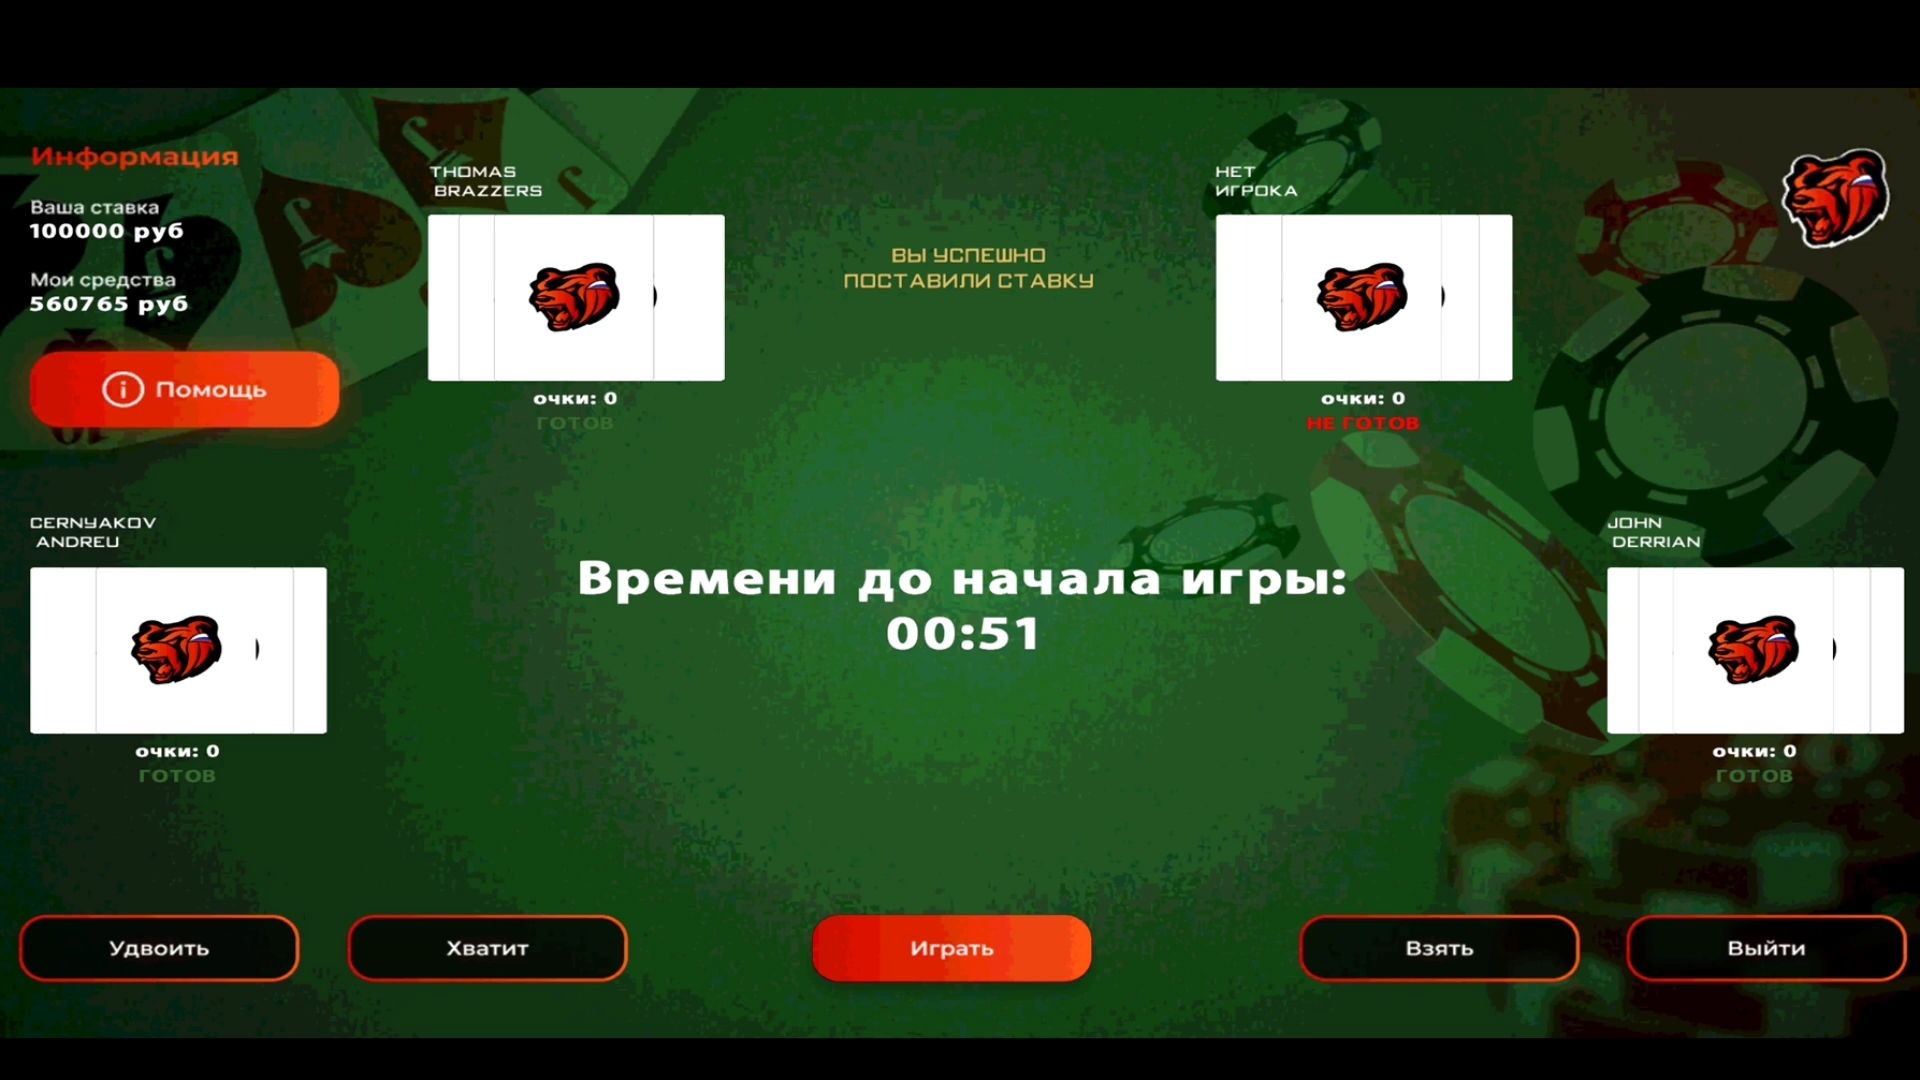 Информация
Ваша ставка
100000 руб
Мои средства
560765 руб
Помощь
THOMAS
BRAZZERS
очки: 0
ГОТОВ
ВЫ УСПЕШНО
ПОСТАВИЛИ СТАВКУ
НЕТ
ИГРОКА
очки: 0
НЕ ГОТОВ
CERNYAKOV
ANDREU
очки: 0
ГОТОВ
Времени до начала игры:
00:51
JOHN
DERRIAN
очки: 0
ГОТОВ
Удвоить
Хватит
Играть
Взять
Выйти